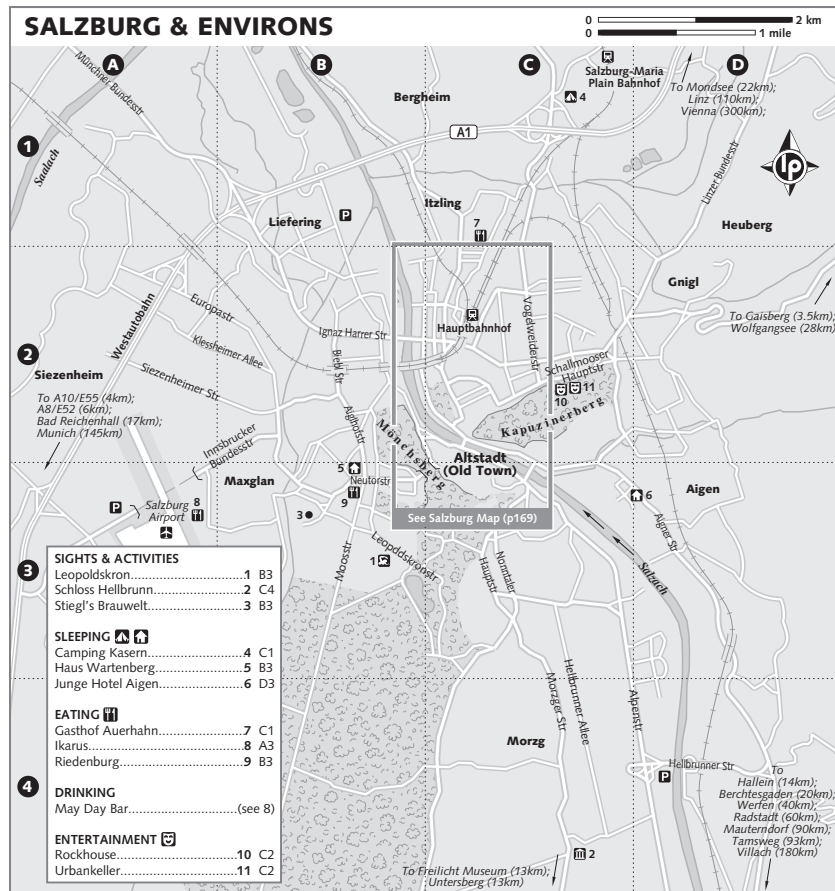 SALZBURG & ENVIRONS
0 2 km
0 1 mile
A
B
C
D
Münchner Bundesstr
Bergheim
Salzburg-Maria
Plain Bahnhof
4
To Mondsee (22km);
Linz (110km);
Vienna (300km);
A1
1
lp
Saalach
Linzer Bundesstr
Itzling
Liefering
P
7
Heuberg
Gnigl
Westautobahn
Europastr
Ignaz Harrer Str
Hauptbahnhof
Vogelweiderstr
To Gaisberg (3.5km);
Wolfgangsee (28km)
Klessheimer Allee
2
Siezenheim
Siezenheimer Str
Biebl Str
Schallmooser
Hauptstr
11
10
To A10/E55 (4km);
A8/E52 (6km);
Bad Reichenhall (17km);
Munich (145km)
Aiglhofstr
Mönchsberg
Kapuzinerberg
Innsbrucker
Bundesstr
Altstadt
(Old Town)
Maxglan
5
Neutorstr
9
6
Aigen
P
Salzburg
Airport
8
3
See Salzburg Map (p169)
Aigner Str
Moosstr
1
Leopoldskronstr
Nonntaler
Hauptstr
Salzach
3
SIGHTS & ACTIVITIES
Leopoldskron 1 B3
Schloss Hellbrunn 2 C4
Stiegl's Brauwelt 3 B3
SLEEPING
Camping Kasern 4 C1
Haus Wartenberg 5 B3
Junge Hotel Aigen 6 D3
EATING
Gasthof Auerhahn 7 C1
Ikarus 8 A3
Riedenburg 9 B3
DRINKING
May Day Bar (see 8)
ENTERTAINMENT
Rockhouse 10 C2
Urbankeller 11 C2
4
Hellbrunner Allee
Morzger Str
Alpenstr
Morzg
Hellbrunner Str
P
To
Hallein (14km);
Berchtesgaden (20km);
Werfen (40km);
Radstadt (60km);
Mauterndorf (90km);
Tamsweg (93km);
Villach (180km)
2
To Freilicht Museum (13km);
Untersberg (13km)